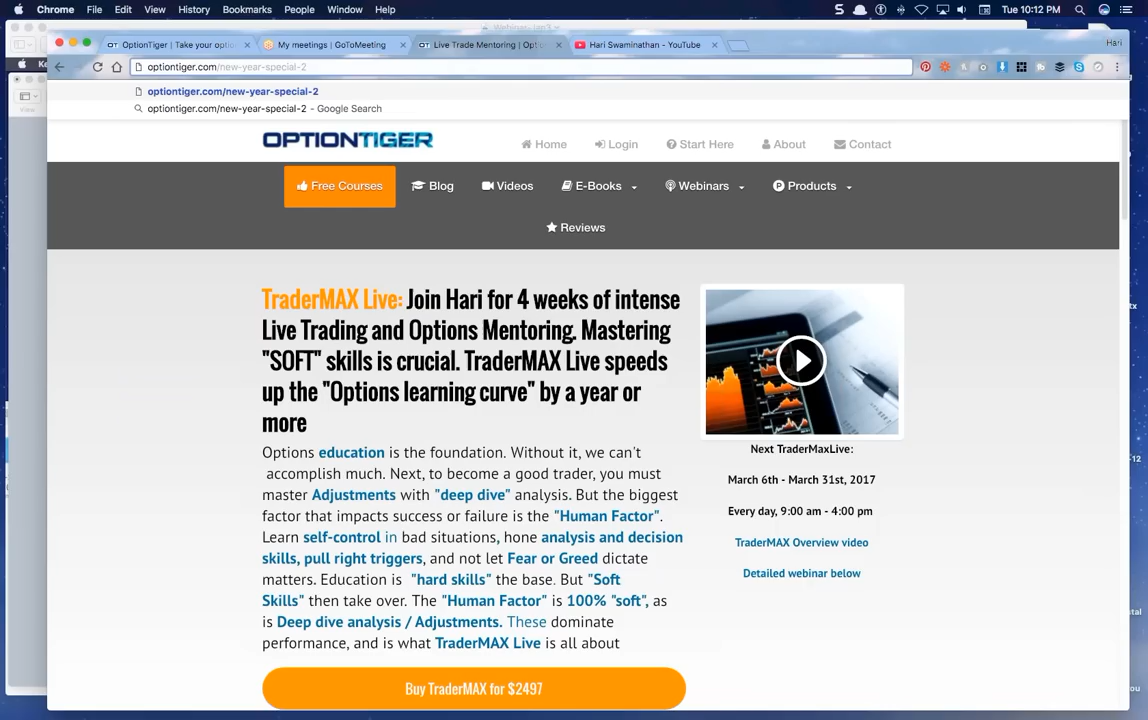 Chrome File Edit View History Bookmarks People Window Help
Tue 10:12 PM
OptionTiger | Take your optio
My meetings | GoToMeeting
Live Trade Mentoring | Opti
Hari Swaminathan - YouTube
Hari
optiontiger.com/new-year-special-2
optiontiger.com/new-year-special-2
optiontiger.com/new-year-special-2 - Google Search
OPTIONTIGER
Home Login Start Here About Contact
Free Courses Blog Videos E-Books Webinars Products
Reviews
TraderMAX Live: Join Hari for 4 weeks of intense
Live Trading and Options Mentoring. Mastering
"SOFT" skills is crucial. TraderMAX Live speeds
up the "Options learning curve" by a year or
more
Options education is the foundation. Without it, we can't
accomplish much. Next, to become a good trader, you must
master Adjustments with "deep dive" analysis. But the biggest
factor that impacts success or failure is the "Human Factor".
Learn self-control in bad situations, hone analysis and decision
skills, pull right triggers, and not let Fear or Greed dictate
matters. Education is "hard skills" the base. But "Soft
Skills" then take over. The "Human Factor" is 100% "soft", as
is Deep dive analysis / Adjustments. These dominate
performance, and is what TraderMAX Live is all about
Buy TraderMAX for $2497
Next TraderMaxLive:
March 6th - March 31st, 2017
Every day, 9:00 am - 4:00 pm
TraderMAX Overview video
Detailed webinar below